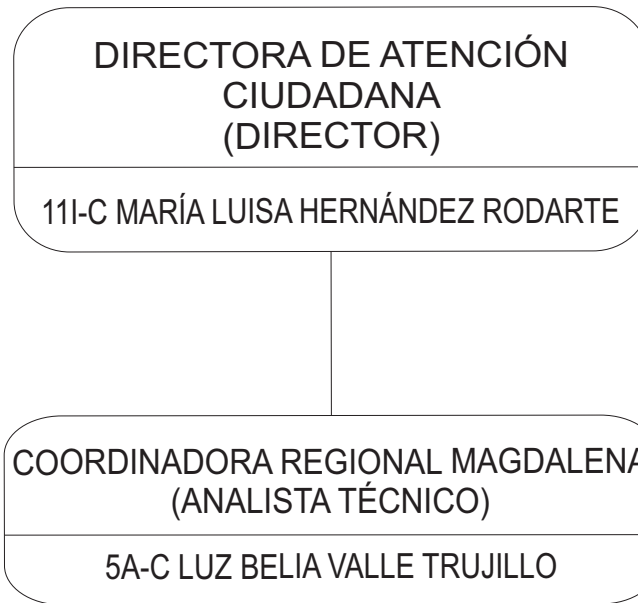 DIRECTORA DE ATENCIÓN
CIUDADANA
(DIRECTOR)
11I-C MARÍA LUISA HERNÁNDEZ RODARTE
COORDINADORA REGIONAL MAGDALENA
(ANALISTA TÉCNICO)
5A-C LUZ BELIA VALLE TRUJILLO